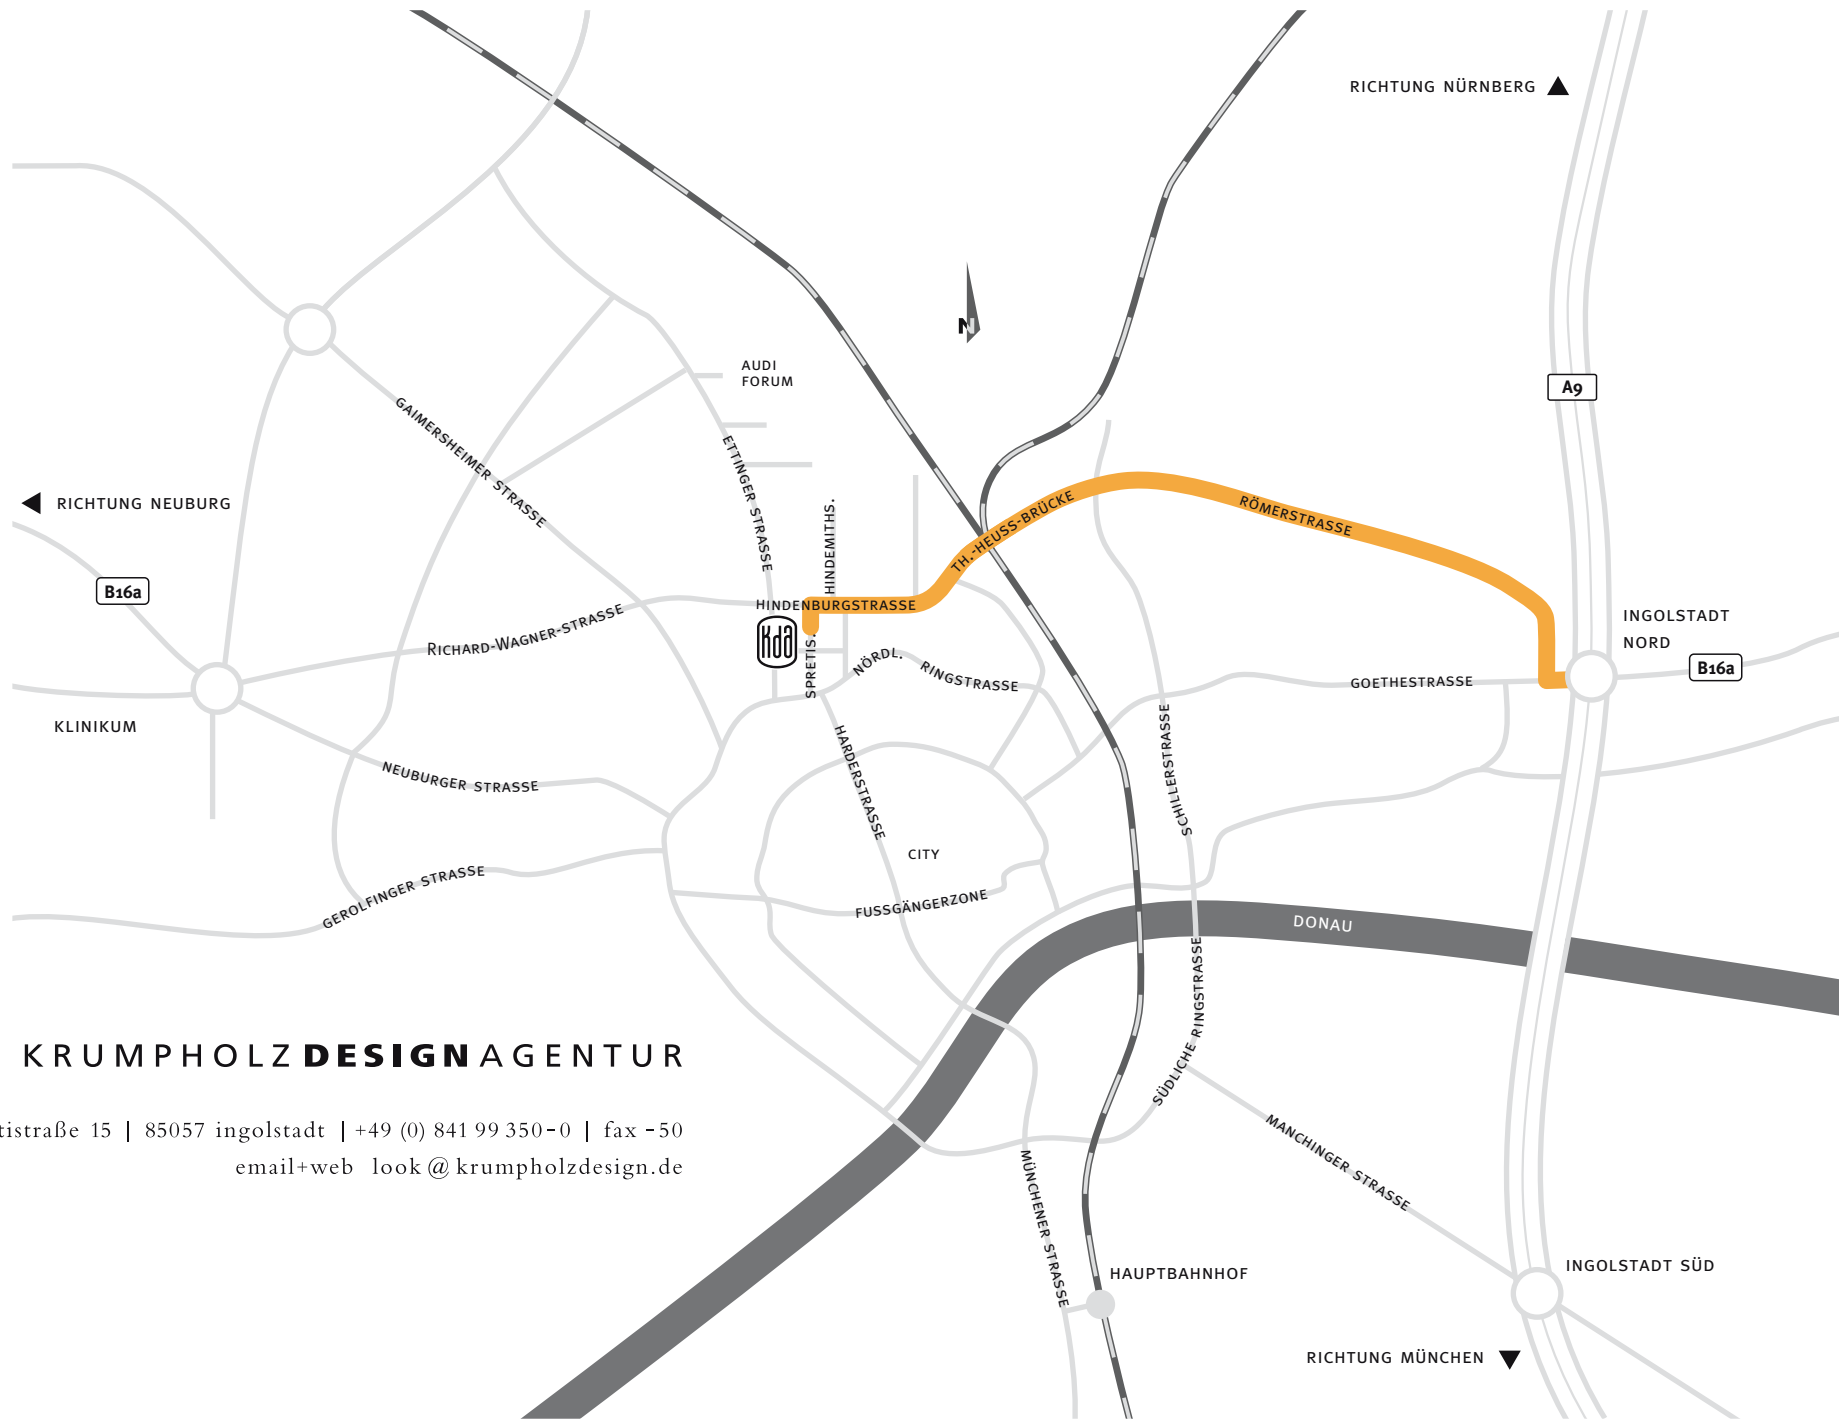 RICHTUNG NÜRNBERG
AUDI
FORUM
A9
GAIMERSHEIMER STRASSE
ETTINGER STRASSE
RICHTUNG NEUBURG
HINDEMITHS.
TH.-HEUSS-BRÜCKE
RÖMERSTRASSE
N
B16a
HINDENBURGSTRASSE
RICHARD-WAGNER-STRASSE
kda
SPRETIS.
NÖRDL. RINGSTRASSE
INGOLSTADT
NORD
B16a
GOETHESTRASSE
KLINIKUM
NEUBURGER STRASSE
HARDERSTRASSE
SCHILLERSTRASSE
CITY
GEROLFINGER STRASSE
FUSSGÄNGERZONE
DONAU
SÜDLICHE RINGSTRASSE
KRUMPHOLZ DESIGNAGENTUR
15 | 85057 ingolstadt | +49 (0) 841 99 350-0 | fax -50
email+web look@krumpholzdesign.de
MANCHINGER STRASSE
MÜNCHENER STRASSE
HAUPTBAHNHOF
INGOLSTADT SÜD
RICHTUNG MÜNCHEN